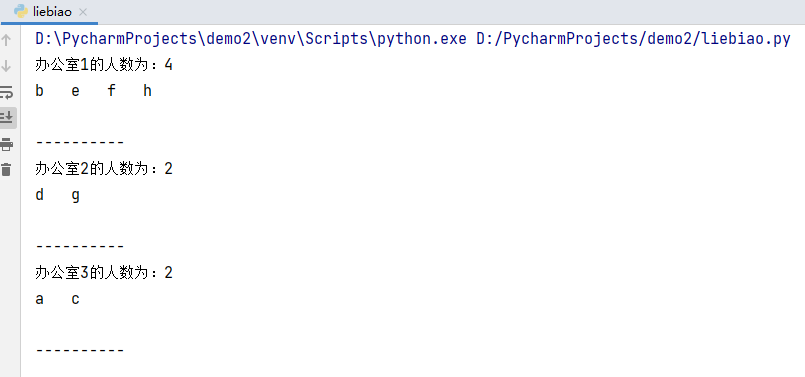 liebiao
D:\PycharmProjects\demo2\venv\Scripts\python.exe D:/PycharmProjects/demo2/liebiao.py
办公室1的人数为：4
b   e   f   h
----------
办公室2的人数为：2
d   g
----------
办公室3的人数为：2
a   c
----------